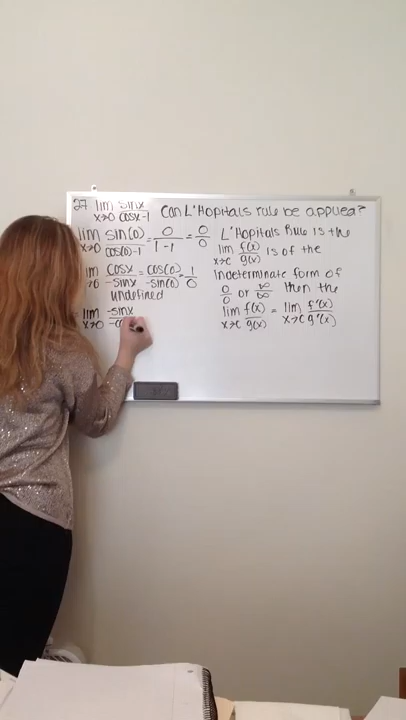 27. lim x→0 sinx/cosx-1 Can L'Hopitals rule be applied?
lim x→0 sin(0)/cos(0)-1 = 0/1-1 = 0/0
lim x→0 cosx/-sinx = cos(0)/-sin(0) = 1/0
undefined
lim x→0 -sinx/-co
L'Hopitals Rule is the
lim x→c f(x)/g(x) is of the
indeterminate form of
0/0 or ∞/∞ then the
lim x→c f(x)/g(x) = lim x→c f'(x)/g'(x)